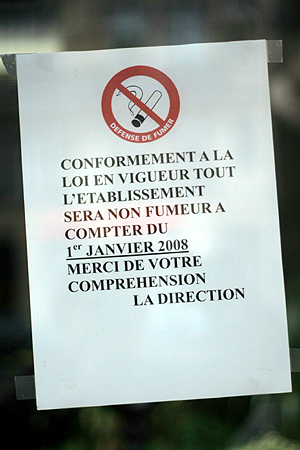 DEFENSE DE FUMER
CONFORMEMENT A LA
LOI EN VIGUEUR TOUT
L'ETABLISSEMENT
SERA NON FUMEUR A
COMPTER DU
1er JANVIER 2008
MERCI DE VOTRE
COMPREHENSION
LA DIRECTION